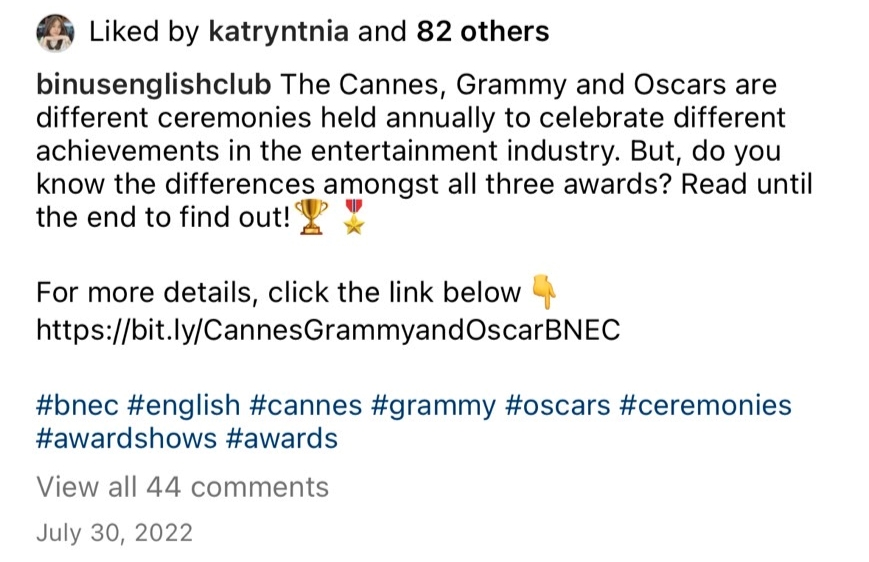 Liked by katryntnia and 82 others
binusenglishclub The Cannes, Grammy and Oscars are
different ceremonies held annually to celebrate different
achievements in the entertainment industry. But, do you
know the differences amongst all three awards? Read until
the end to find out!🏆 🎖️
For more details, click the link below 👇
https://bit.ly/CannesGrammyandOscarBNEC
#bnec #english #cannes #grammy #oscars #ceremonies
#awardshows #awards
View all 44 comments
July 30, 2022